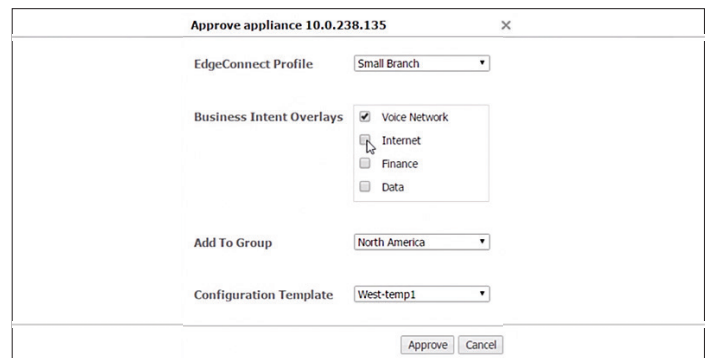 Approve appliance 10.0.238.135 ×
EdgeConnect Profile Small Branch
Business Intent Overlays Voice Network
Internet
Finance
Data
Add To Group North America
Configuration Template West-temp1
Approve Cancel